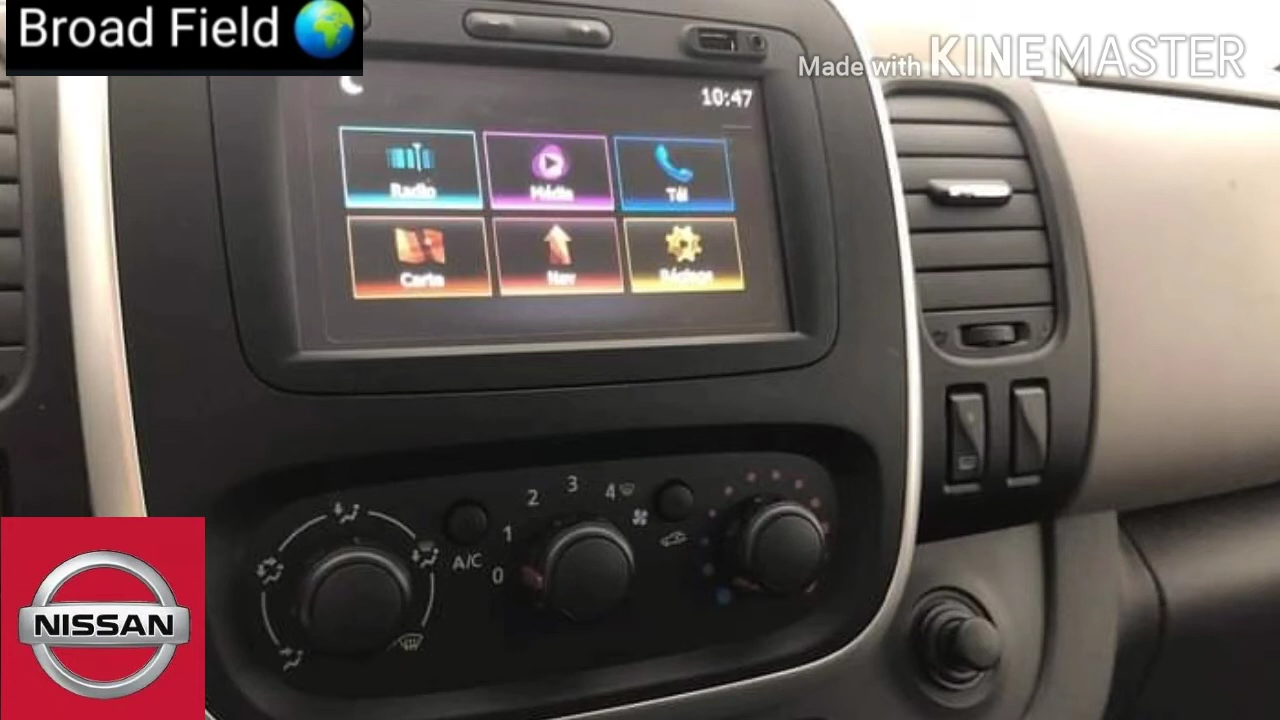 Broad Field
Made with KINEMASTER
10:47
Radio
Média
Tél
Carte
Nav
Réglages
0
1
2
3
4
A/C
NISSAN